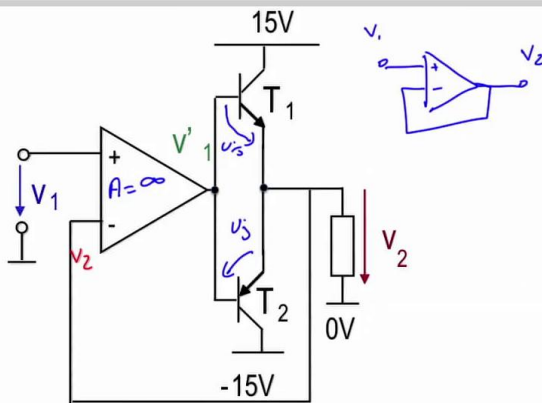 15V
V₁
V₂
+
-
T₁
V'₁
+
A=∞
V₁
-
V₂
V₂
T₂
0V
-15V